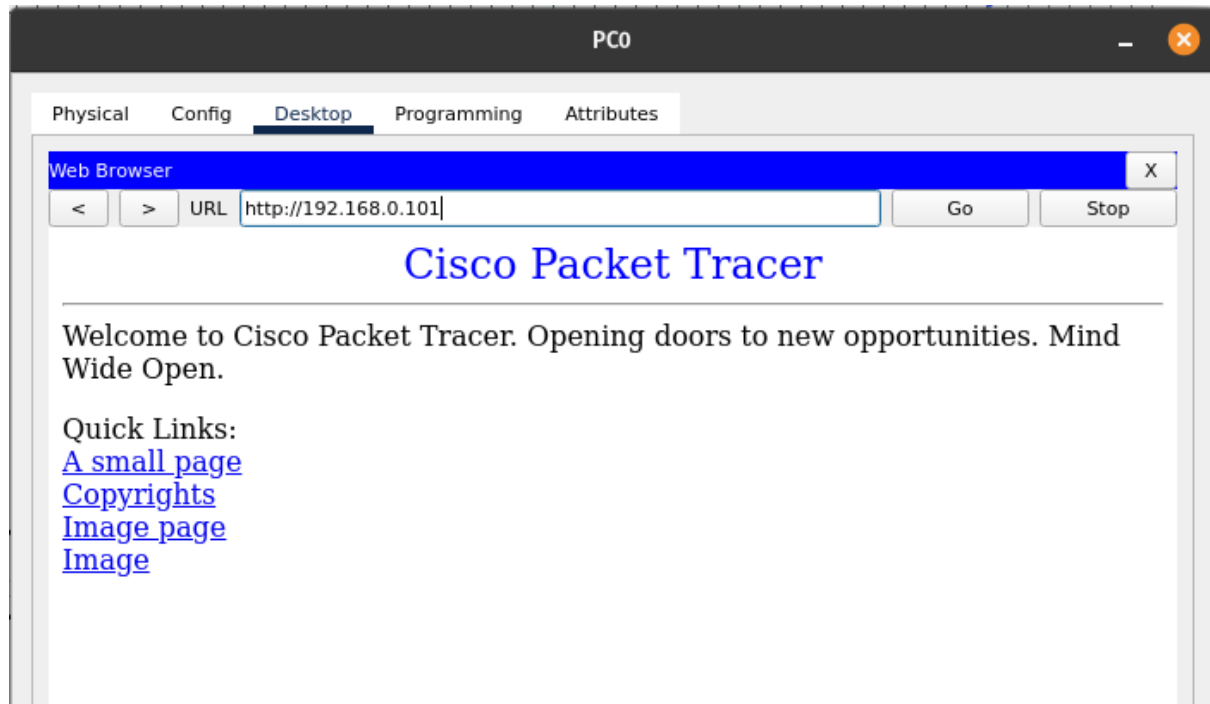 PC0
Physical Config Desktop Programming Attributes
Web Browser X
< > URL http://192.168.0.101 Go Stop
Cisco Packet Tracer
Welcome to Cisco Packet Tracer. Opening doors to new opportunities. Mind
Wide Open.
Quick Links:
A small page
Copyrights
Image page
Image